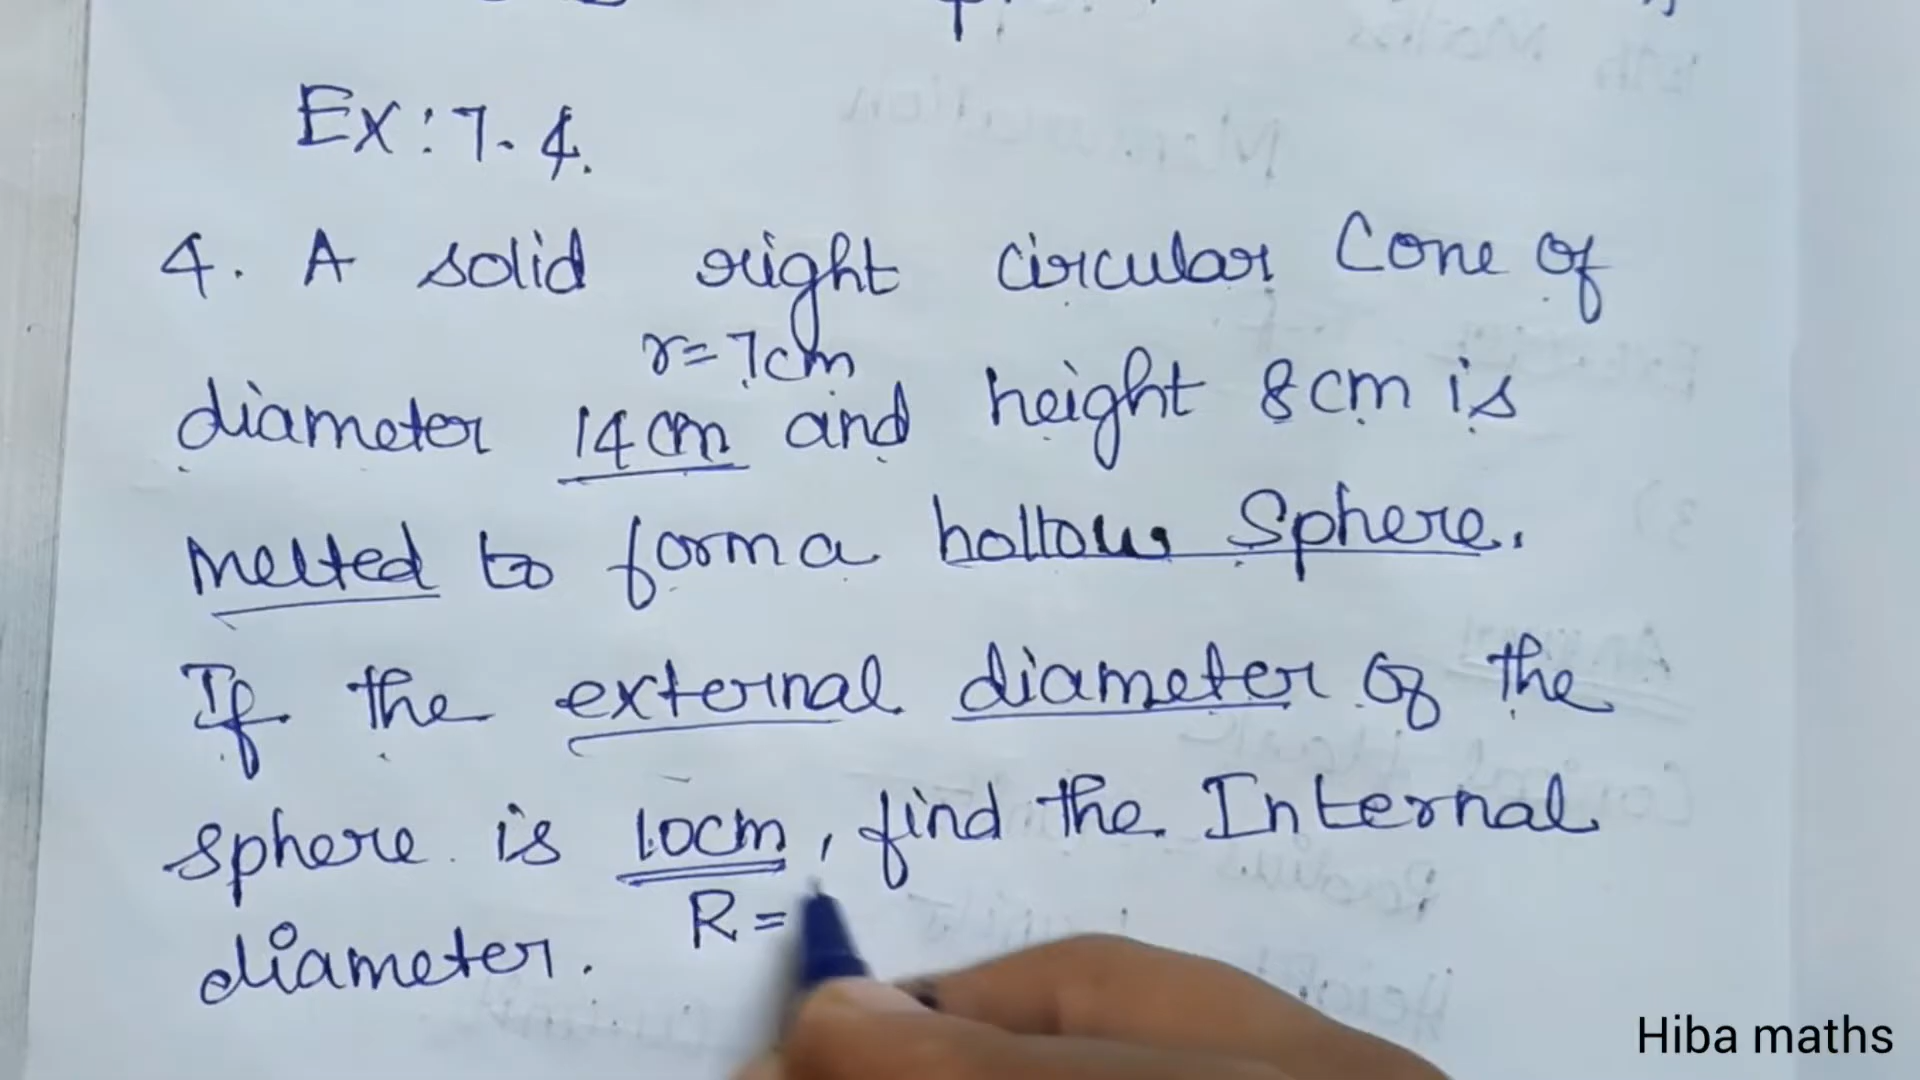 Ex: 7.4.
4. A solid right circular Cone of
r = 7cm
diameter 14cm and height 8cm is
melted to form a hollow Sphere.
If the external diameter of the
sphere is 10cm, find the Internal
R =
diameter.
Hiba maths